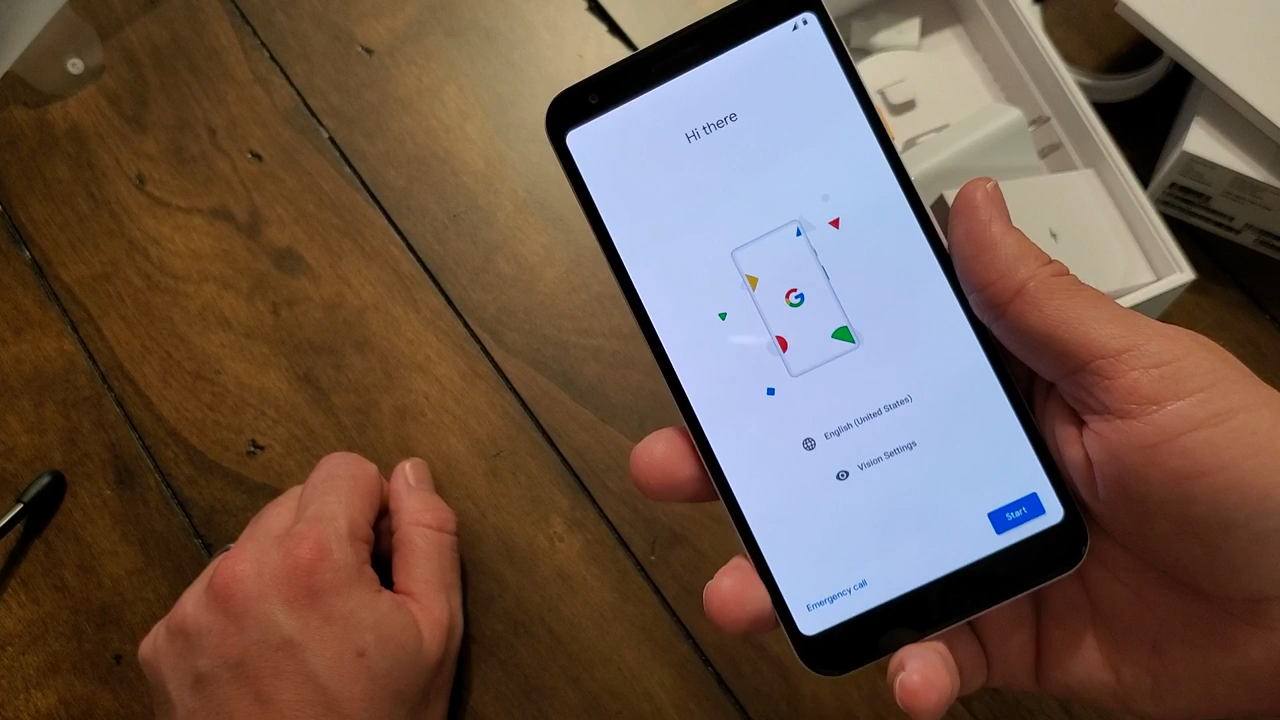 Hi there
English (United States)
Vision Settings
Start
Emergency call